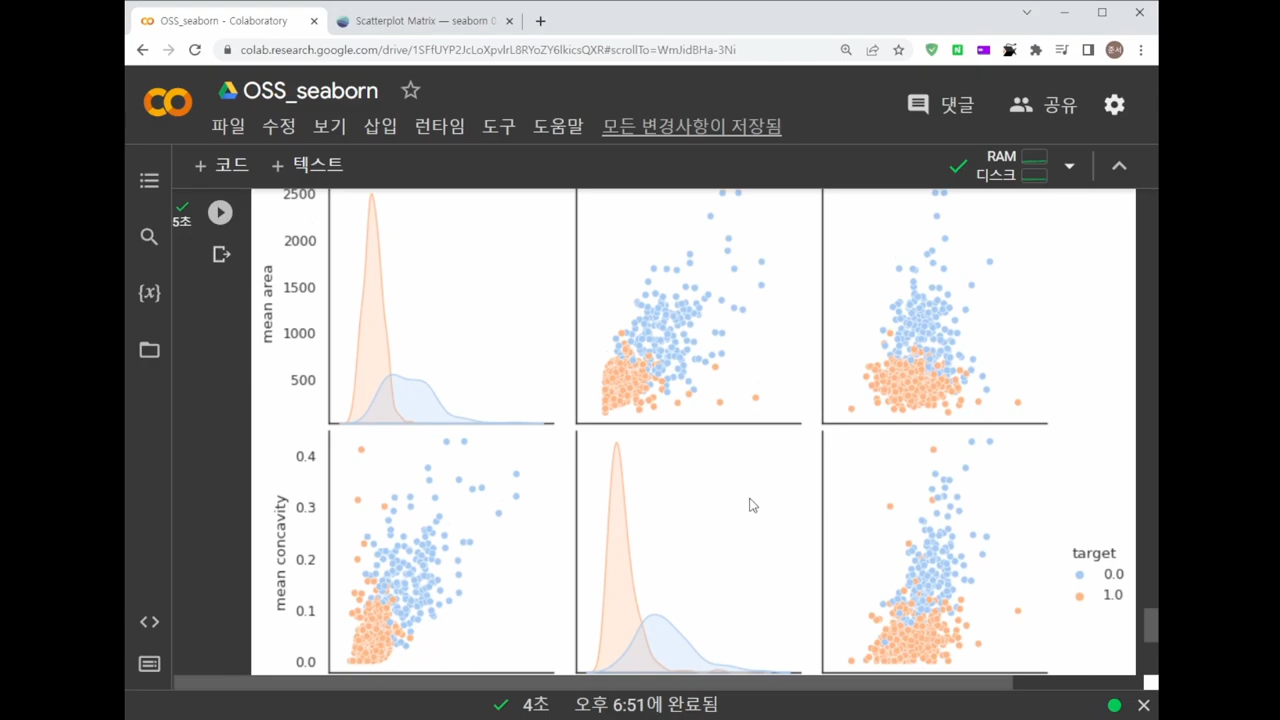 OSS_seaborn - Colaboratory
Scatterplot Matrix — seaborn 0
colab.research.google.com/drive/1SFfUYP2JcLoXpvlrL8RYoZY6lkicsQXR#scrollTo=WmJidBHa-3Ni
준서
OSS_seaborn
댓글
공유
파일 수정 보기 삽입 런타임 도구 도움말 모든 변경사항이 저장됨
+ 코드 + 텍스트
RAM
디스크
5초
{x}
2500
2000
1500
1000
500
mean area
0.4
0.3
0.2
0.1
0.0
mean concavity
target
0.0
1.0
4초 오후 6:51에 완료됨